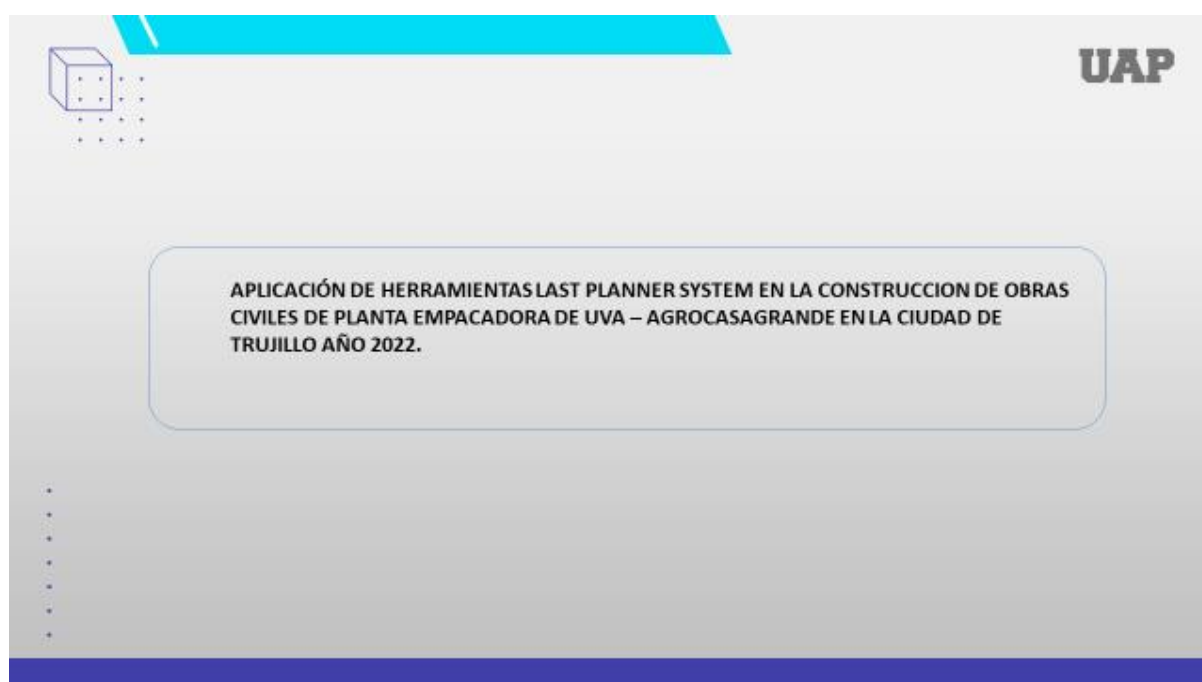 UAP
APLICACIÓN DE HERRAMIENTAS LAST PLANNER SYSTEM EN LA CONSTRUCCION DE OBRAS
CIVILES DE PLANTA EMPACADORA DE UVA – AGROCASAGRANDE EN LA CIUDAD DE
TRUJILLO AÑO 2022.